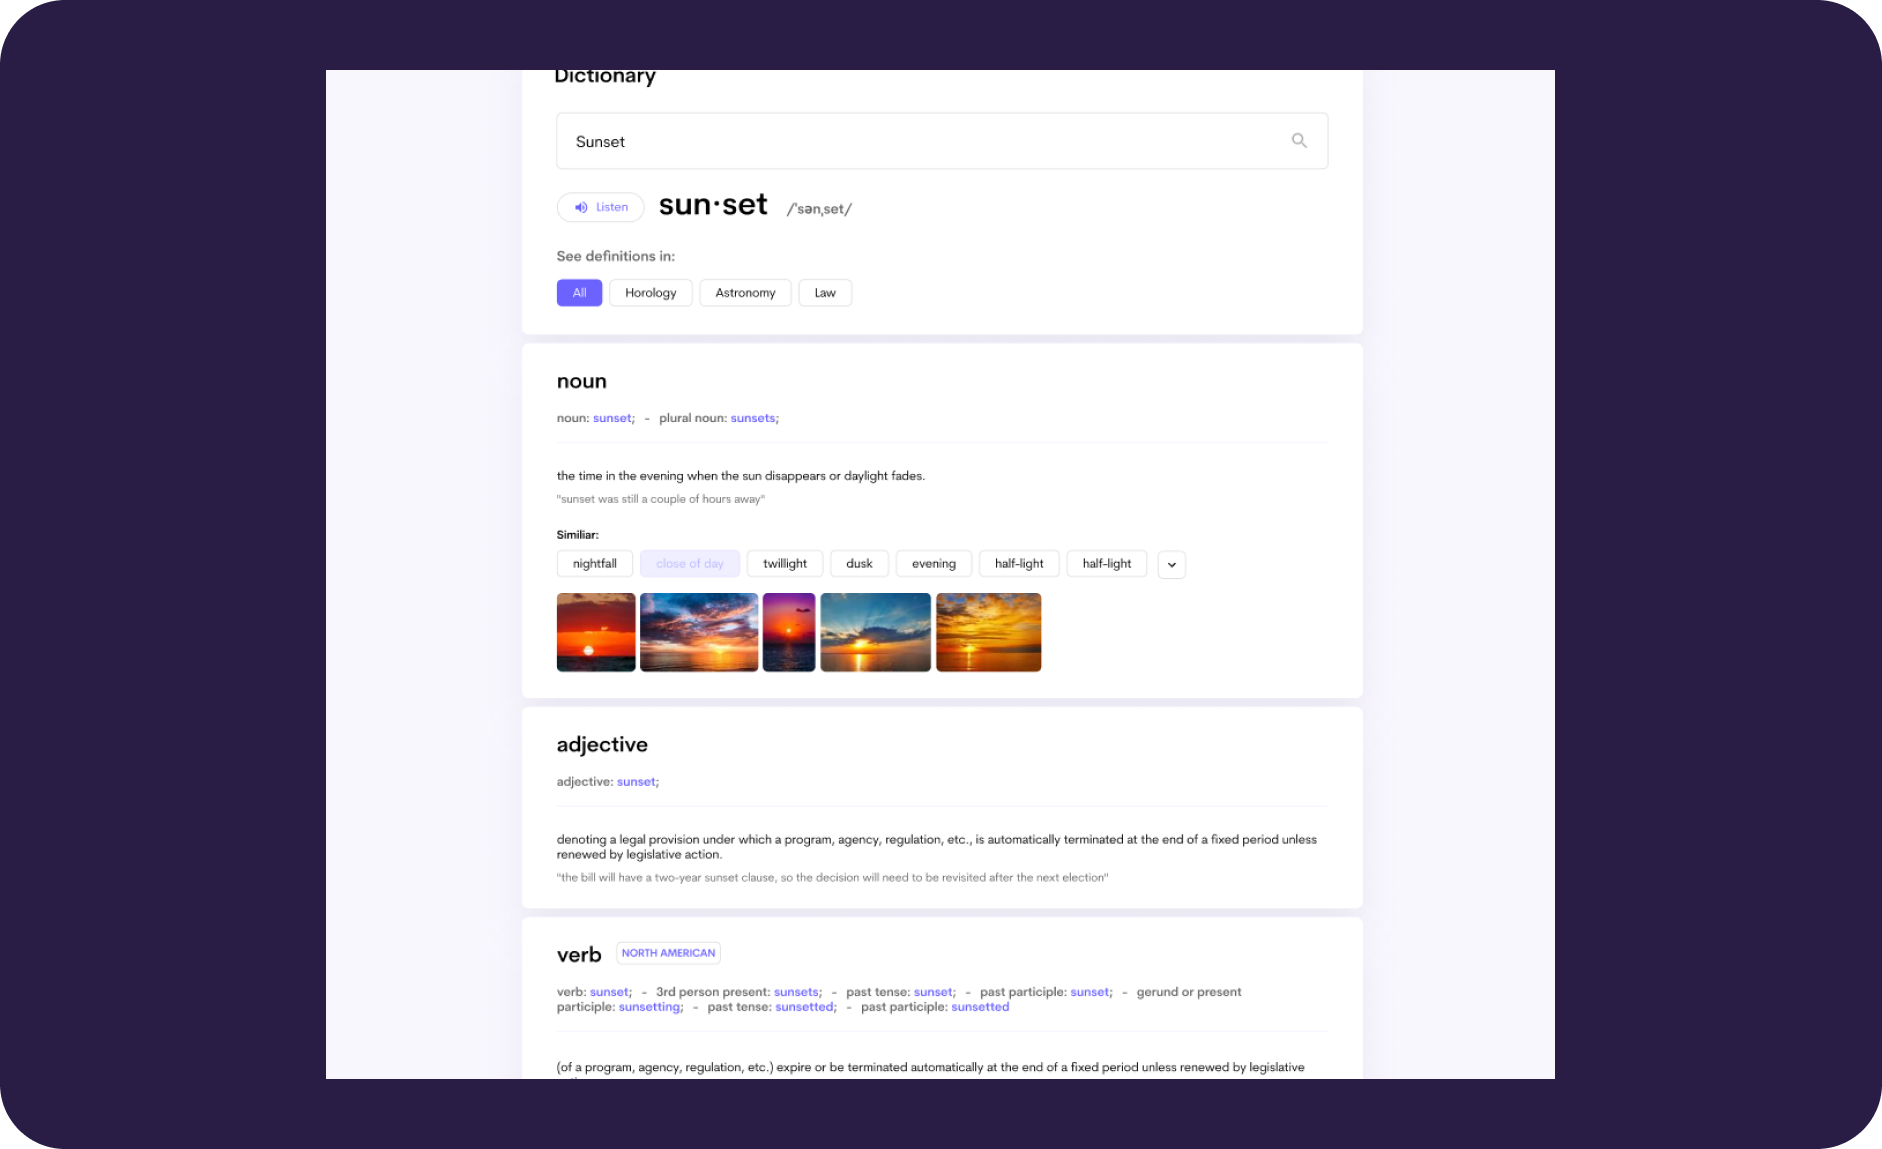 Dictionary
Sunset
Listen sun·set /ˈsənˌset/
See definitions in:
All Horology Astronomy Law
noun
noun: sunset; - plural noun: sunsets;
the time in the evening when the sun disappears or daylight fades.
"sunset was still a couple of hours away"
Similiar:
nightfall close of day twillight dusk evening half-light half-light
adjective
adjective: sunset;
denoting a legal provision under which a program, agency, regulation, etc., is automatically terminated at the end of a fixed period unless
renewed by legislative action.
"the bill will have a two-year sunset clause, so the decision will need to be revisited after the next election"
verb NORTH AMERICAN
verb: sunset; - 3rd person present: sunsets; - past tense: sunset; - past participle: sunset; - gerund or present
participle: sunsetting; - past tense: sunsetted; - past participle: sunsetted
(of a program, agency, regulation, etc.) expire or be terminated automatically at the end of a fixed period unless renewed by legislative